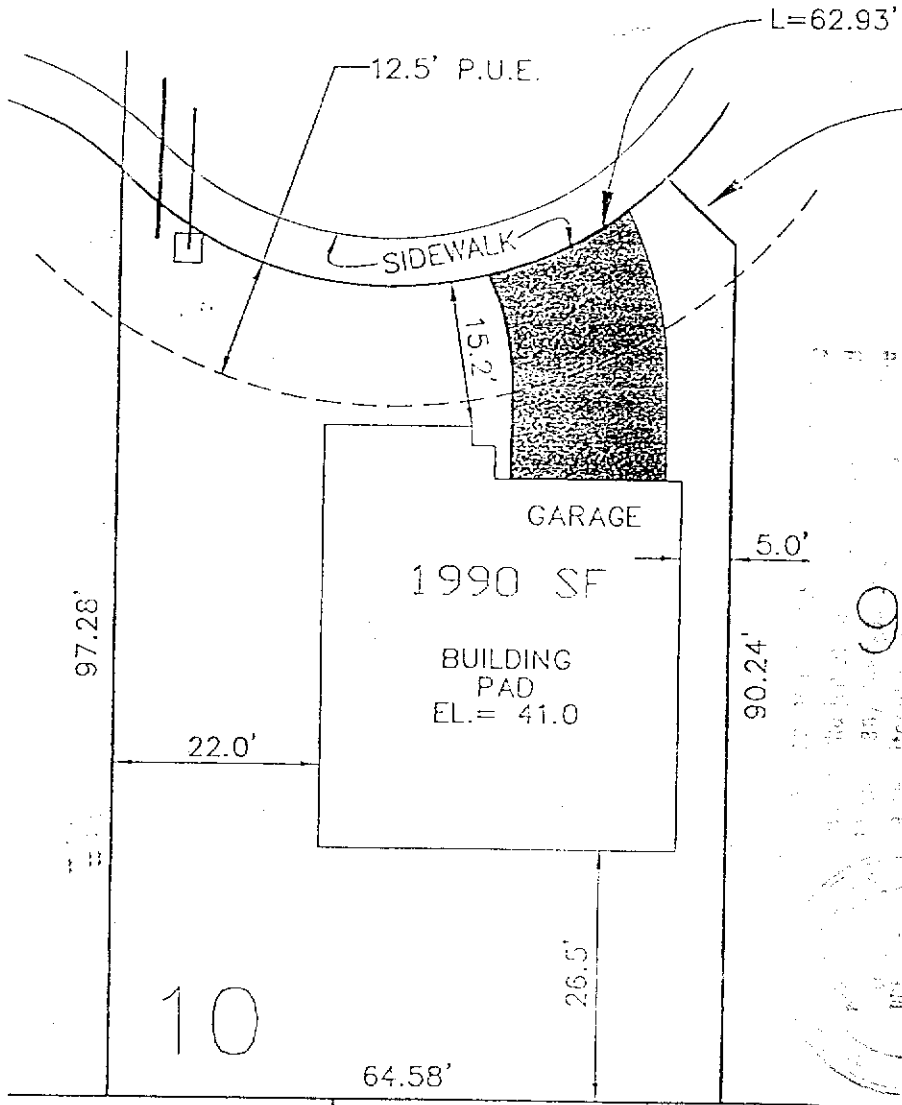 L=62.93'
12.5' P.U.E.
SIDEWALK
15.2'
GARAGE
1990 SF
5.0'
9
BUILDING
PAD
EL.= 41.0
97.28'
90.24'
22.0'
26.5'
10
64.58'